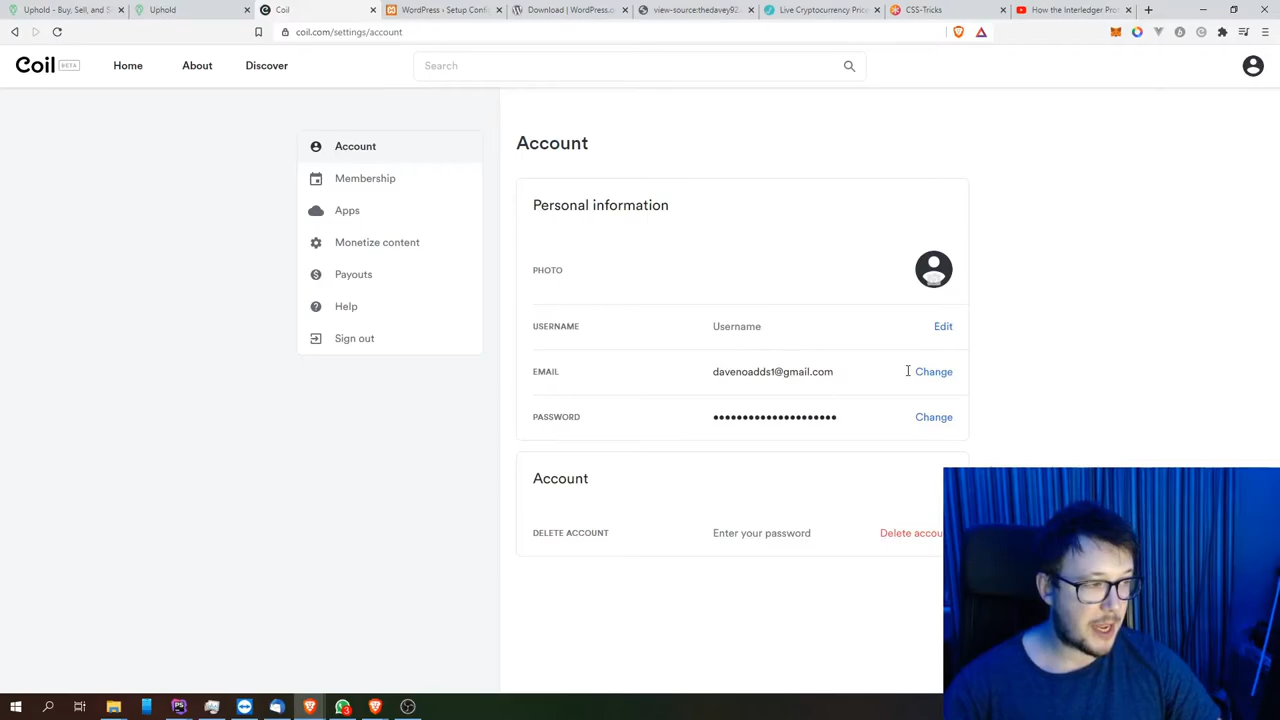 Uphold - Buy, Sell, and S
Uphold
Coil
WordPress › Setup Confi
Download | WordPress.o
view-source:thedavey92
Live Cryptocurrency Pric
CSS-Tricks
How the Interledger Pro
coil.com/settings/account
Coil BETA
Home
About
Discover
Search
Account
Membership
Apps
Monetize content
Payouts
Help
Sign out
Account
Personal information
PHOTO
USERNAME Username Edit
EMAIL davenoadds1@gmail.com Change
PASSWORD •••••••••••••••••••• Change
Account
DELETE ACCOUNT Enter your password Delete accou